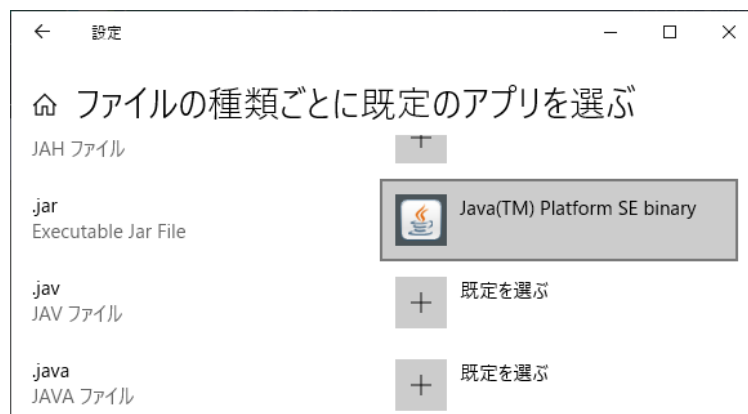 設定
ファイルの種類ごとに既定のアプリを選ぶ
JAH ファイル
.jar
Executable Jar File
Java(TM) Platform SE binary
.jav
JAV ファイル
既定を選ぶ
.java
JAVA ファイル
既定を選ぶ